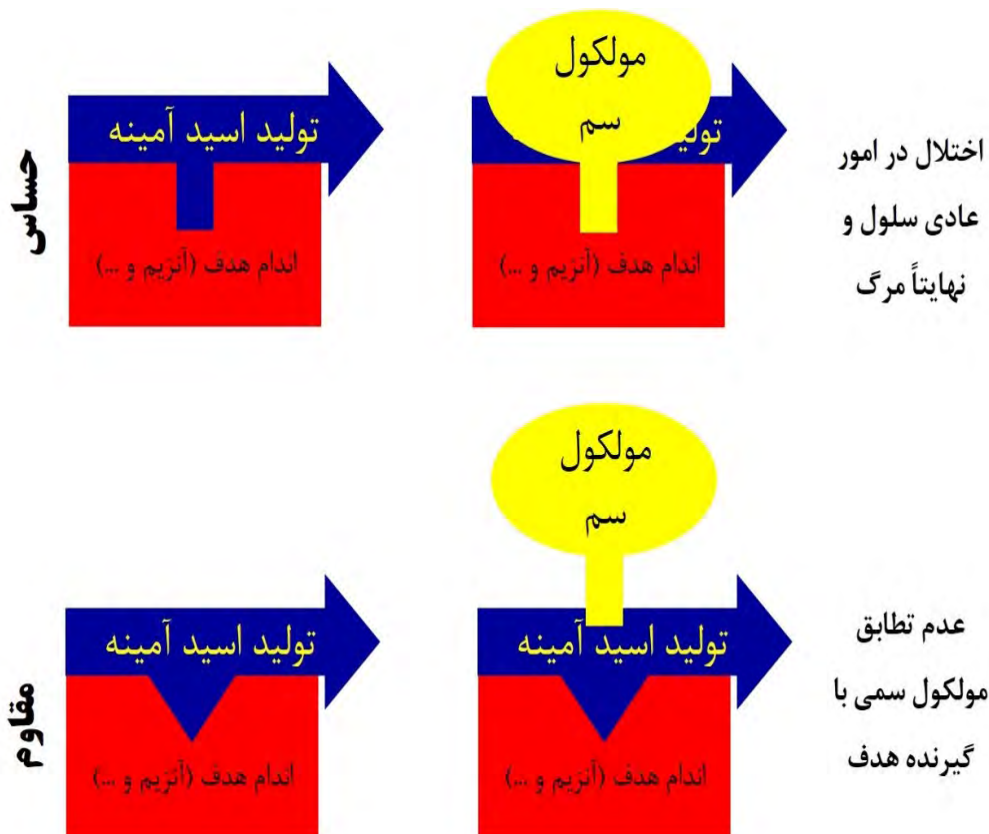 حساس
تولید اسید آمینه
اندام هدف (آنزیم و ...)
مولکول
سم
تولید
اندام هدف (آنزیم و ...)
اختلال در امور
عادی سلول و
نهایتاً مرگ
مقاوم
تولید اسید آمینه
اندام هدف (آنزیم و ...)
مولکول
سم
تولید اسید آمینه
اندام هدف (آنزیم و ...)
عدم تطابق
مولکول سمی با
گیرنده هدف